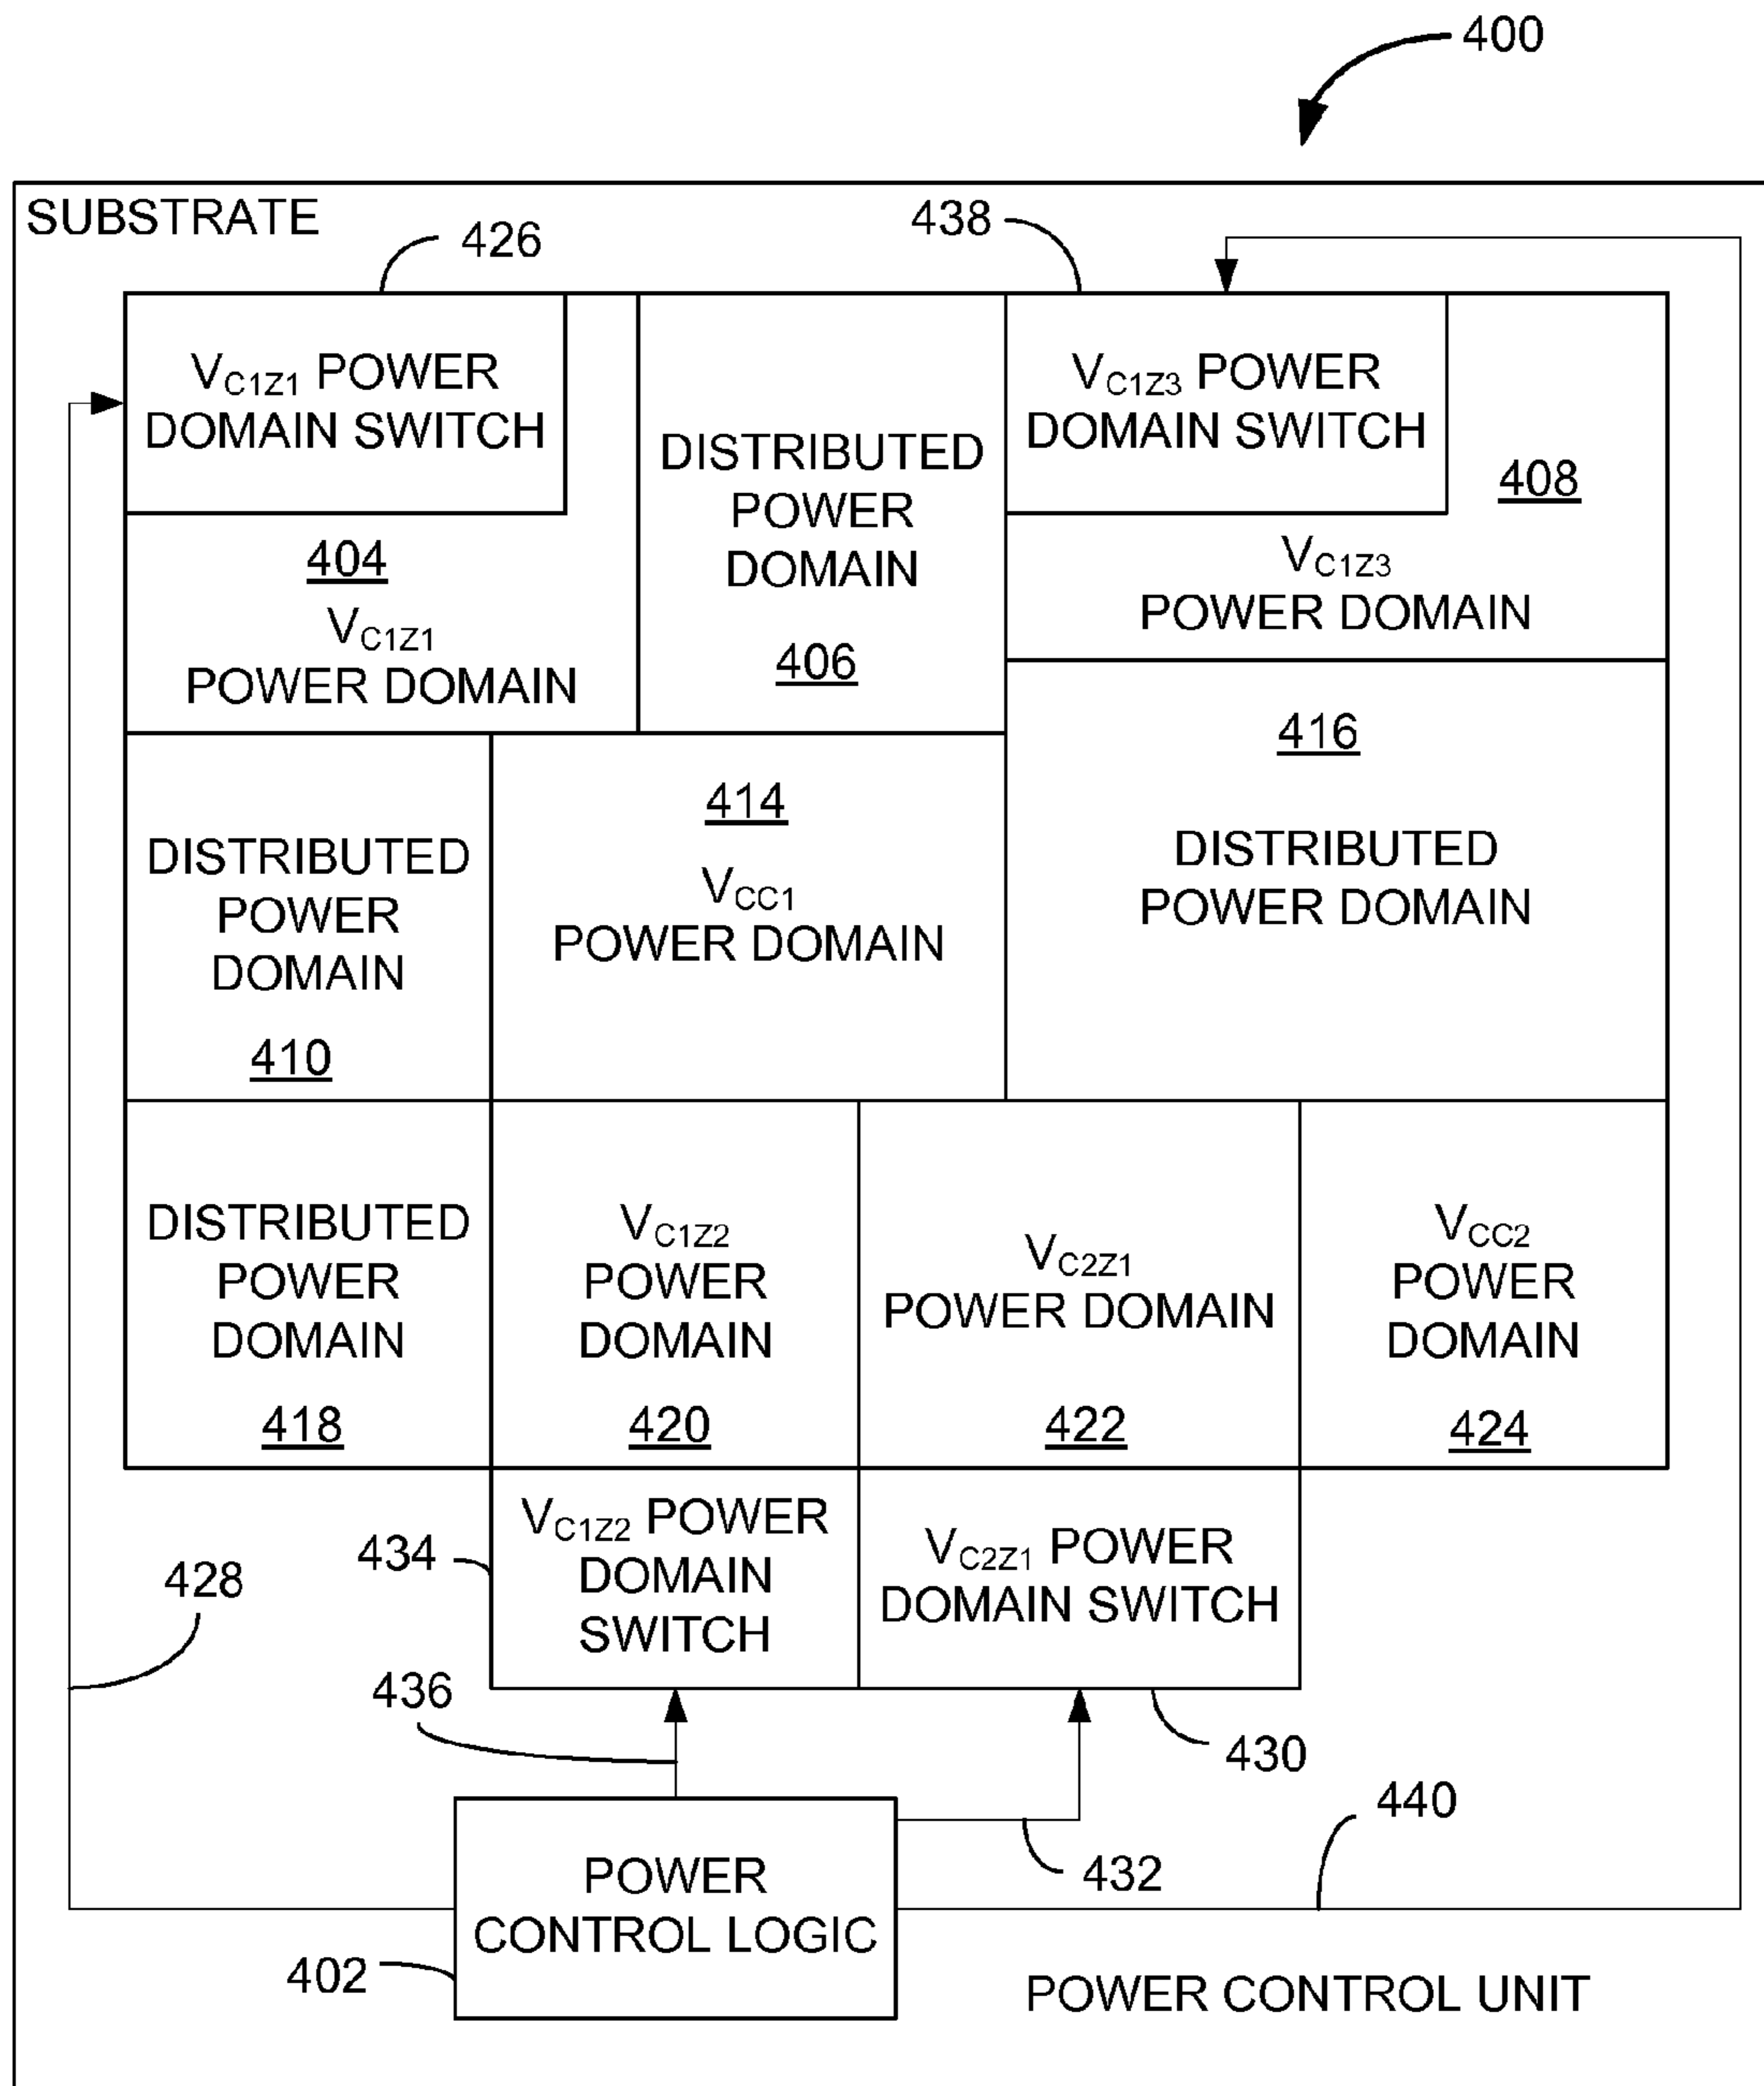 400
SUBSTRATE
426
438
VC1Z1 POWER
DOMAIN SWITCH
DISTRIBUTED
POWER
DOMAIN
406
VC1Z3 POWER
DOMAIN SWITCH
408
404
VC1Z1
POWER DOMAIN
VC1Z3
POWER DOMAIN
DISTRIBUTED
POWER
DOMAIN
410
414
VCC1
POWER DOMAIN
416
DISTRIBUTED
POWER DOMAIN
DISTRIBUTED
POWER
DOMAIN
418
VC1Z2
POWER
DOMAIN
420
VC2Z1
POWER DOMAIN
422
VCC2
POWER
DOMAIN
424
434
VC1Z2 POWER
DOMAIN
SWITCH
VC2Z1 POWER
DOMAIN SWITCH
428
436
430
440
432
POWER
CONTROL LOGIC
402
POWER CONTROL UNIT